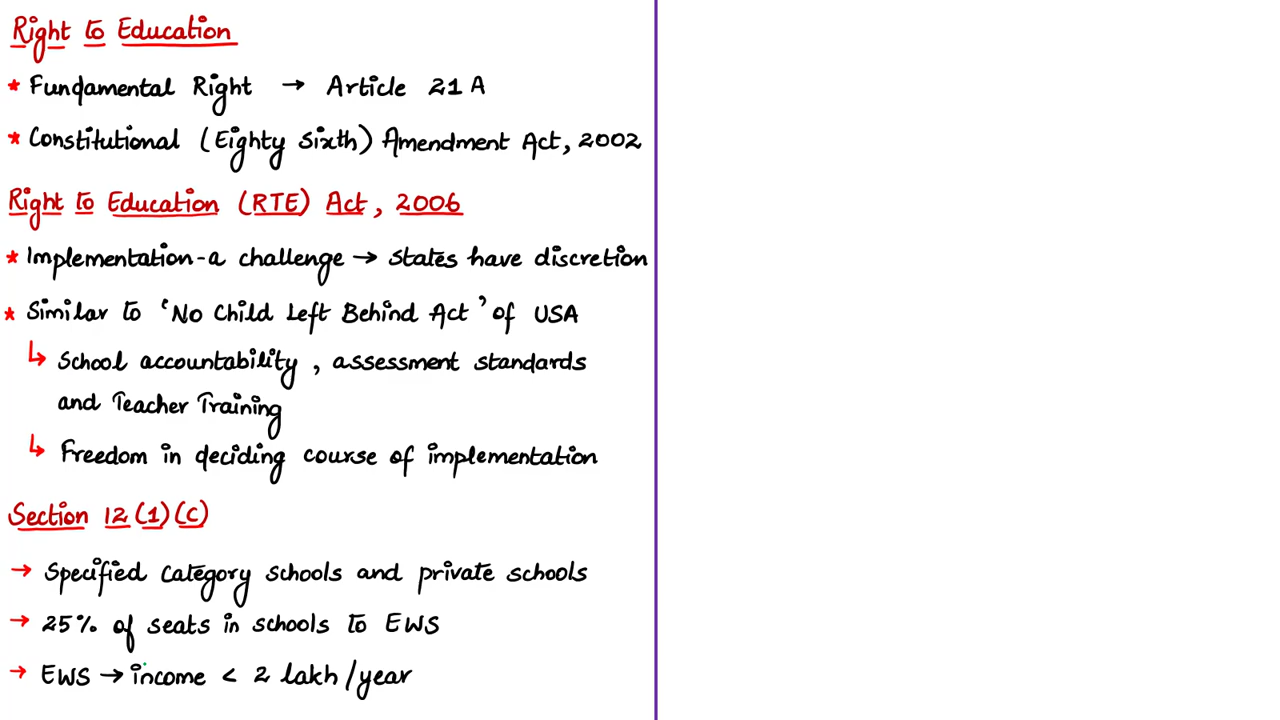 Right to Education
* Fundamental Right → Article 21 A
* Constitutional (Eighty Sixth) Amendment Act, 2002
Right to Education (RTE) Act, 2006
* Implementation-a challenge → states have discretion
* Similar to 'No Child Left Behind Act' of USA
↳ School accountability, assessment standards
and Teacher Training
↳ Freedom in deciding course of implementation
Section 12(1)(C)
→ Specified Category schools and private schools
→ 25% of seats in schools to EWS
→ EWS → income < 2 lakh/year